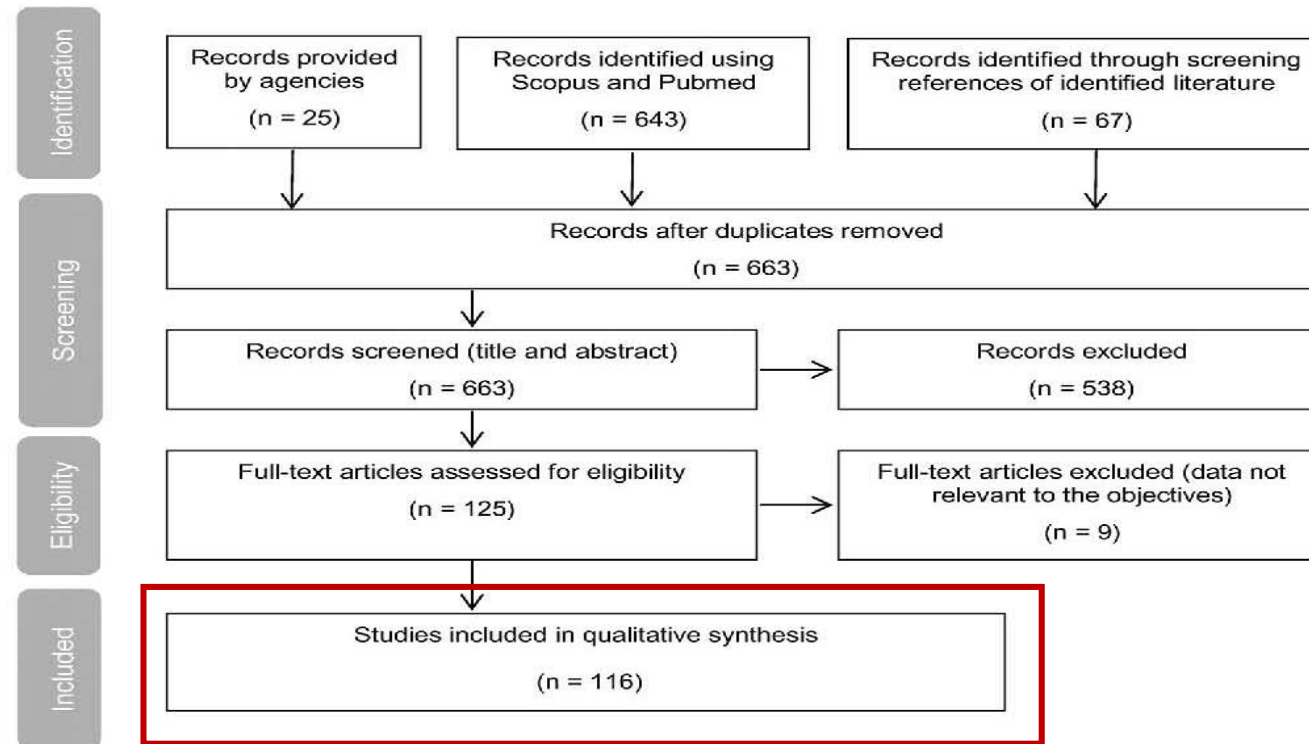 Identification
Records provided
by agencies
(n = 25)
Records identified using
Scopus and Pubmed
(n = 643)
Records identified through screening
references of identified literature
(n = 67)
Screening
Records after duplicates removed
(n = 663)
Records screened (title and abstract)
(n = 663)
Records excluded
(n = 538)
Eligibility
Full-text articles assessed for eligibility
(n = 125)
Full-text articles excluded (data not
relevant to the objectives)
(n = 9)
Included
Studies included in qualitative synthesis
(n = 116)